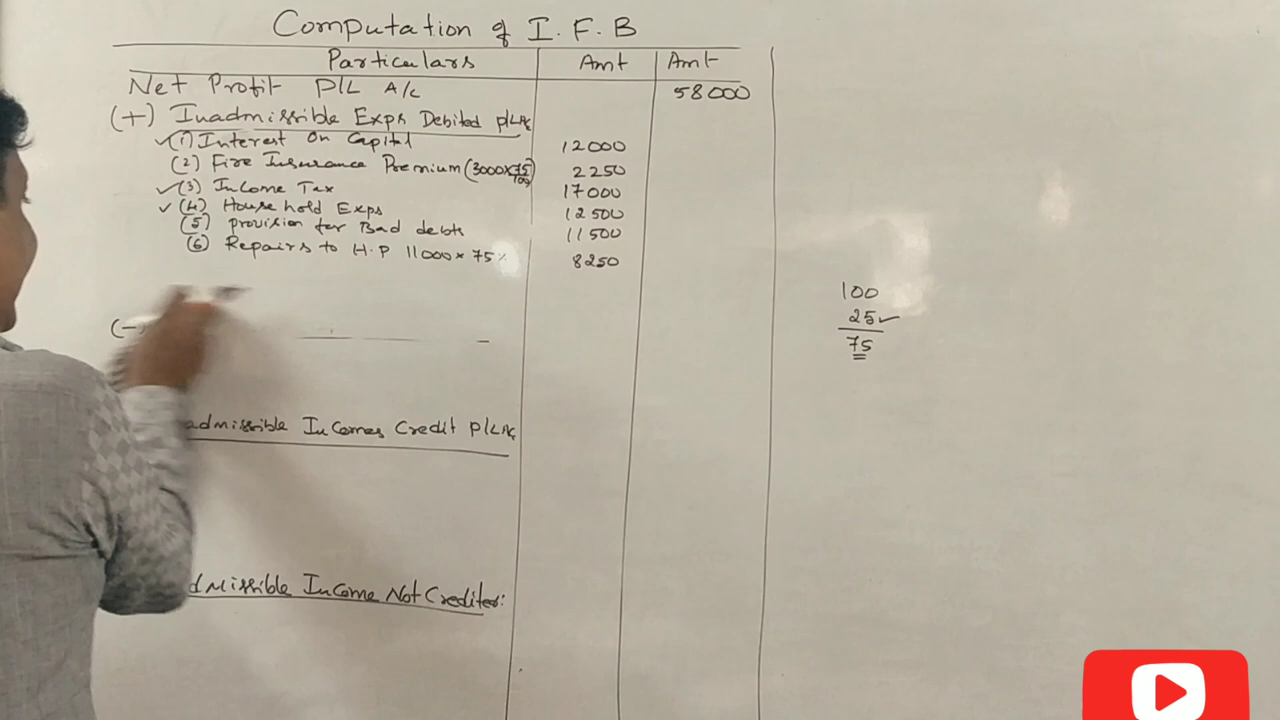 Computation of I.F.B
Particulars Amt Amt
Net Profit P/L A/c 58000
(+) Inadmissible Exps Debited P/L A/c
(1) Interest On Capital 12000
(2) Fire Insurance Premium (3000×75/100) 2250
(3) Income Tax 17000
(4) House hold Exps 12500
(5) provision for Bad debts 11500
(6) Repairs to H.P 11000×75% 8250
100
25
75
(-)
admissible Incomes Credit P/L A/c
dmissible Income Not Credited: